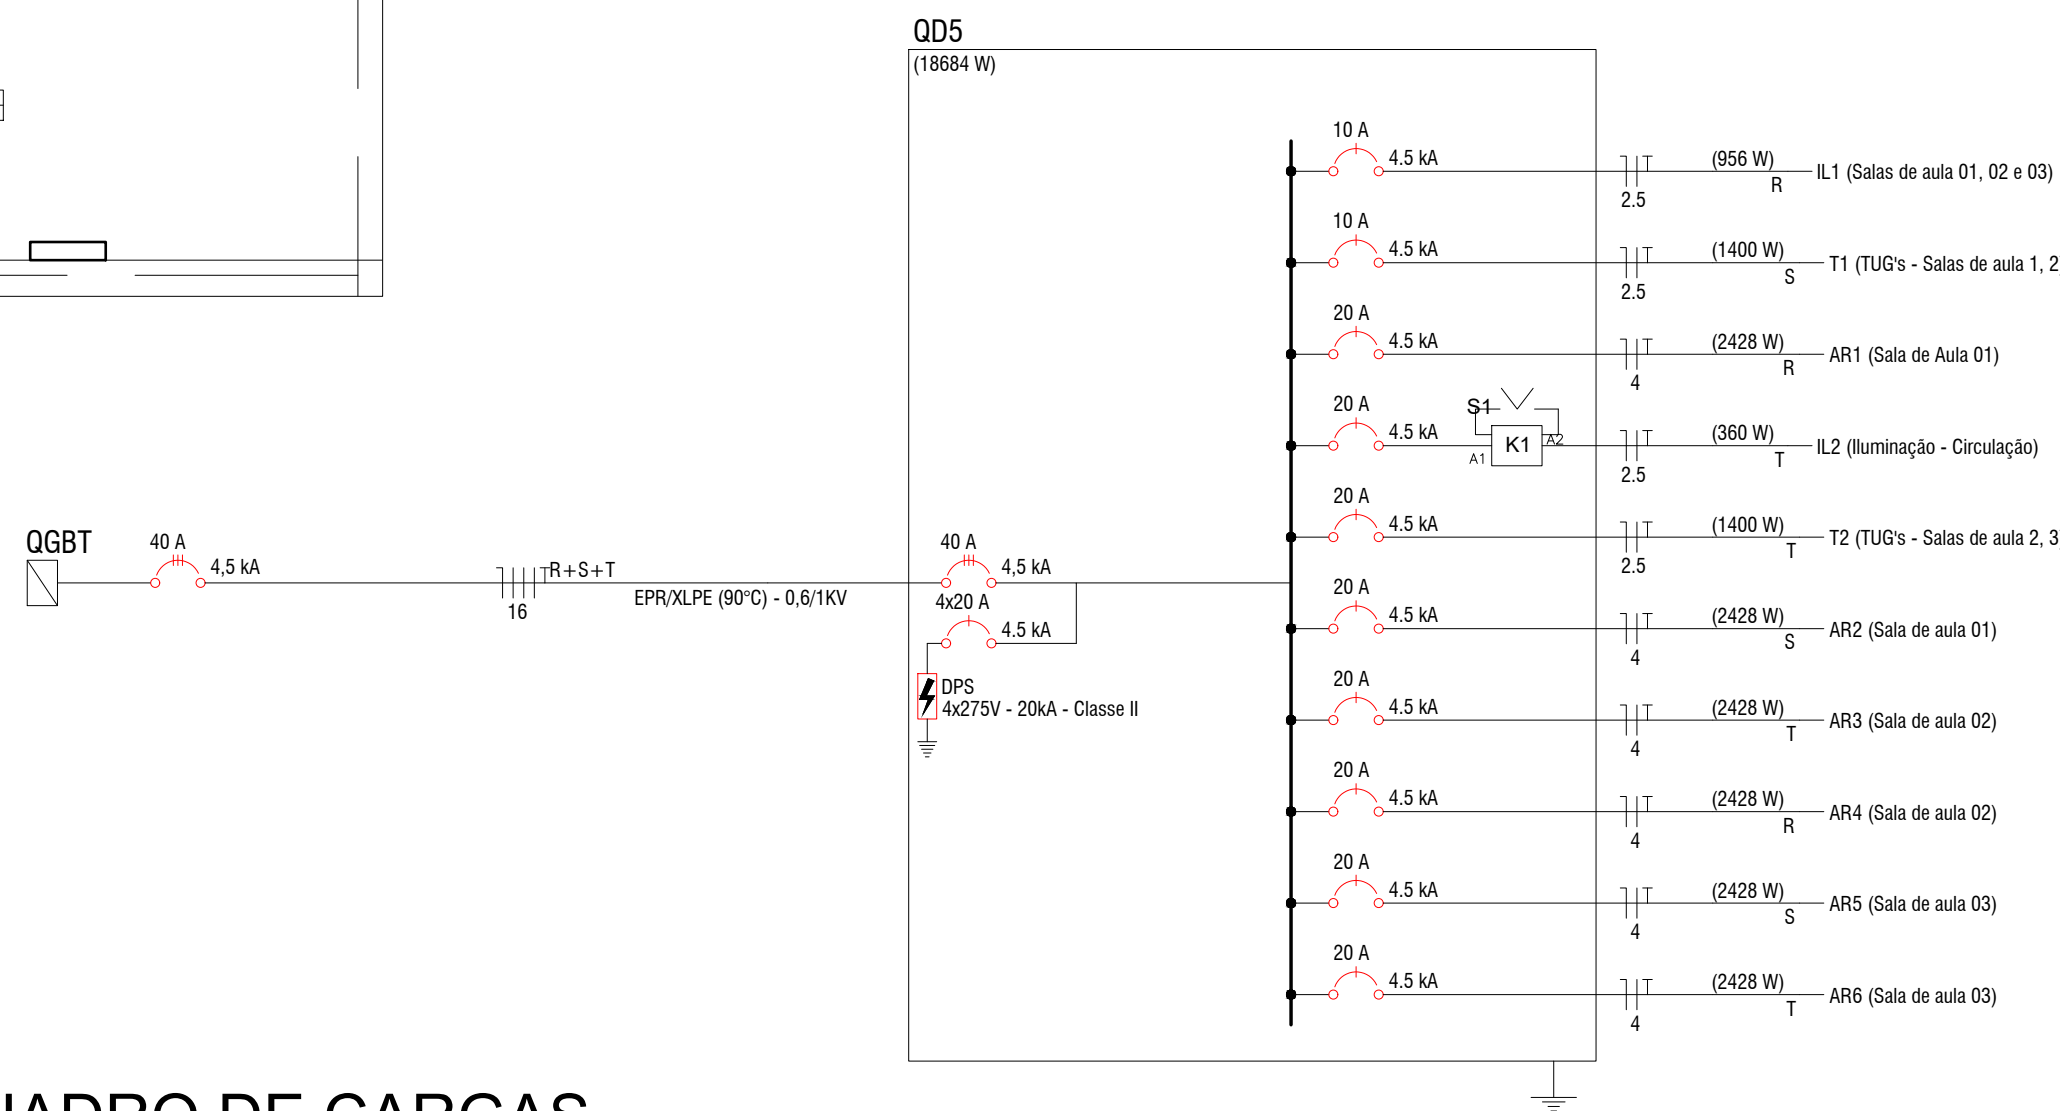 QD5
(18684 W)
10 A
4.5 kA
(956 W)
R
2.5
IL1 (Salas de aula 01, 02 e 03)
10 A
4.5 kA
(1400 W)
S
2.5
T1 (TUG's - Salas de aula 1, 2
20 A
4.5 kA
(2428 W)
R
4
AR1 (Sala de Aula 01)
20 A
4.5 kA
S1
K1
A1
A2
(360 W)
T
2.5
IL2 (Iluminação - Circulação)
20 A
4.5 kA
(1400 W)
T
2.5
T2 (TUG's - Salas de aula 2, 3
QGBT
40 A
4,5 kA
R+S+T
16
EPR/XLPE (90°C) - 0,6/1KV
40 A
4,5 kA
4x20 A
4.5 kA
DPS
4x275V - 20kA - Classe II
20 A
4.5 kA
(2428 W)
S
4
AR2 (Sala de aula 01)
20 A
4.5 kA
(2428 W)
T
4
AR3 (Sala de aula 02)
20 A
4.5 kA
(2428 W)
R
4
AR4 (Sala de aula 02)
20 A
4.5 kA
(2428 W)
S
4
AR5 (Sala de aula 03)
20 A
4.5 kA
(2428 W)
T
4
AR6 (Sala de aula 03)
DE CARGAS